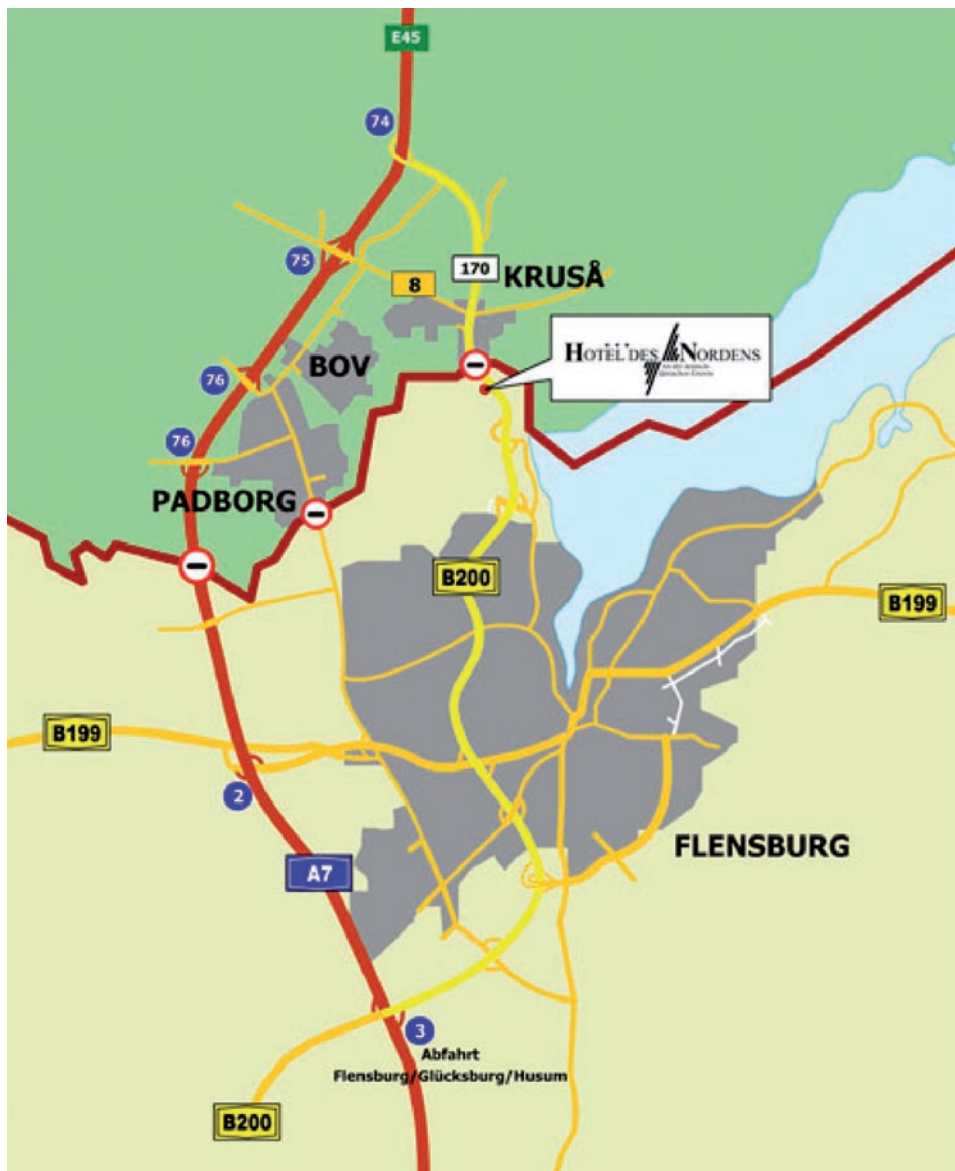 E45
74
75
170
KRUSÅ
8
HOTEL DES NORDENS
BOV
76
76
PADBORG
B200
B199
B199
2
FLENSBURG
A7
3
Abfahrt
Flensburg/Glücksburg/Husum
B200